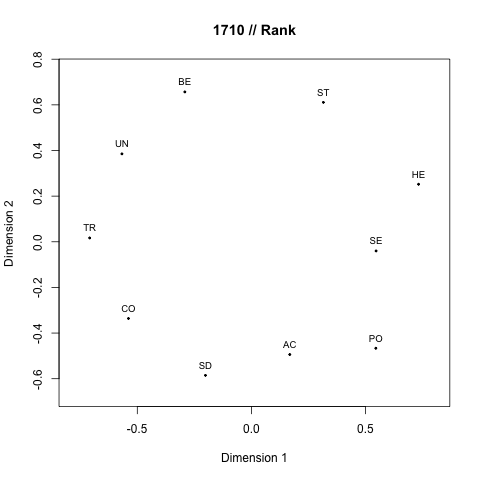 1710 // Rank
Dimension 2
0.8
0.6
0.4
0.2
0.0
-0.2
-0.4
-0.6
BE
ST
UN
HE
TR
SE
CO
PO
AC
SD
-0.5
0.0
0.5
Dimension 1